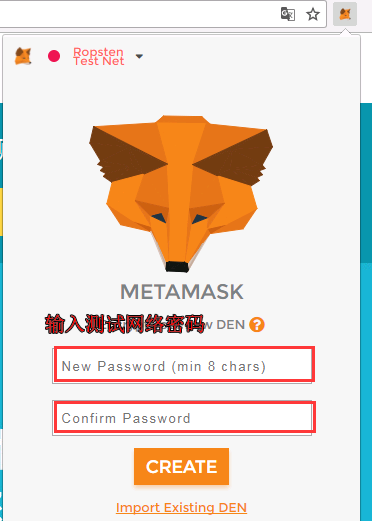 Ropsten
Test Net
METAMASK
输入测试网络密码
DEN ?
New Password (min 8 chars)
Confirm Password
CREATE
Import Existing DEN